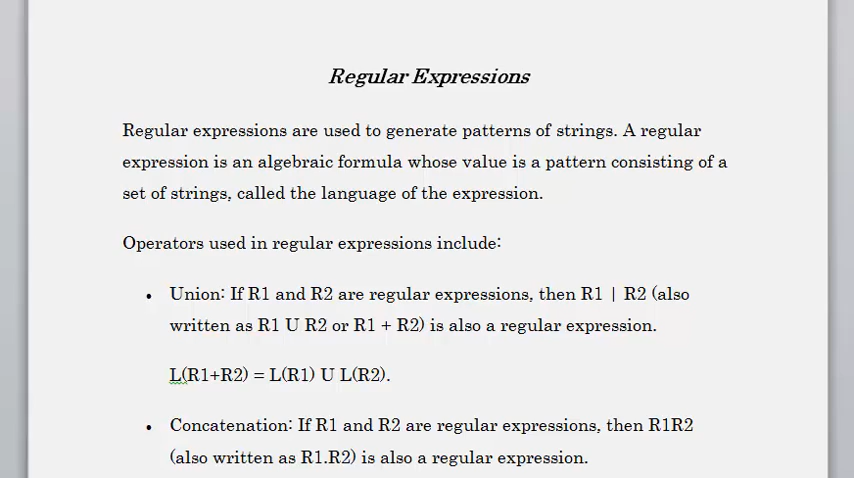 Regular Expressions
Regular expressions are used to generate patterns of strings. A regular
expression is an algebraic formula whose value is a pattern consisting of a
set of strings, called the language of the expression.
Operators used in regular expressions include:
• Union: If R1 and R2 are regular expressions, then R1 | R2 (also
written as R1 U R2 or R1 + R2) is also a regular expression.
L(R1+R2) = L(R1) U L(R2).
• Concatenation: If R1 and R2 are regular expressions, then R1R2
(also written as R1.R2) is also a regular expression.